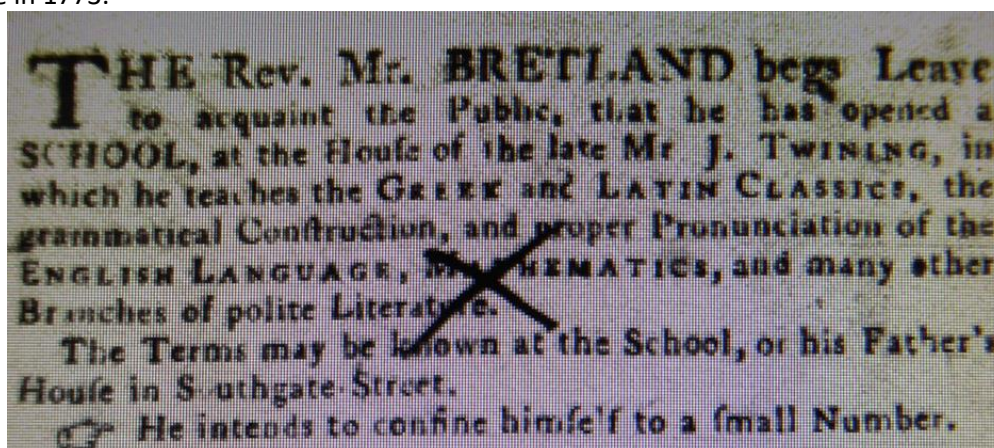 e in 1773.
THE Rev. Mr. BRETLAND begs Leave
to acquaint the Public, that he has opened a
SCHOOL, at the Houſe of the late Mr J. TWINING, in
which he teaches the GREEK and LATIN CLASSICS, the
grammatical Conſtruction, and proper Pronunciation of the
ENGLISH LANGUAGE, MATHEMATICS, and many other
Branches of polite Literature.
The Terms may be known at the School, or his Father's
Houſe in Southgate-Street.
☞ He intends to confine himſelf to a ſmall Number.